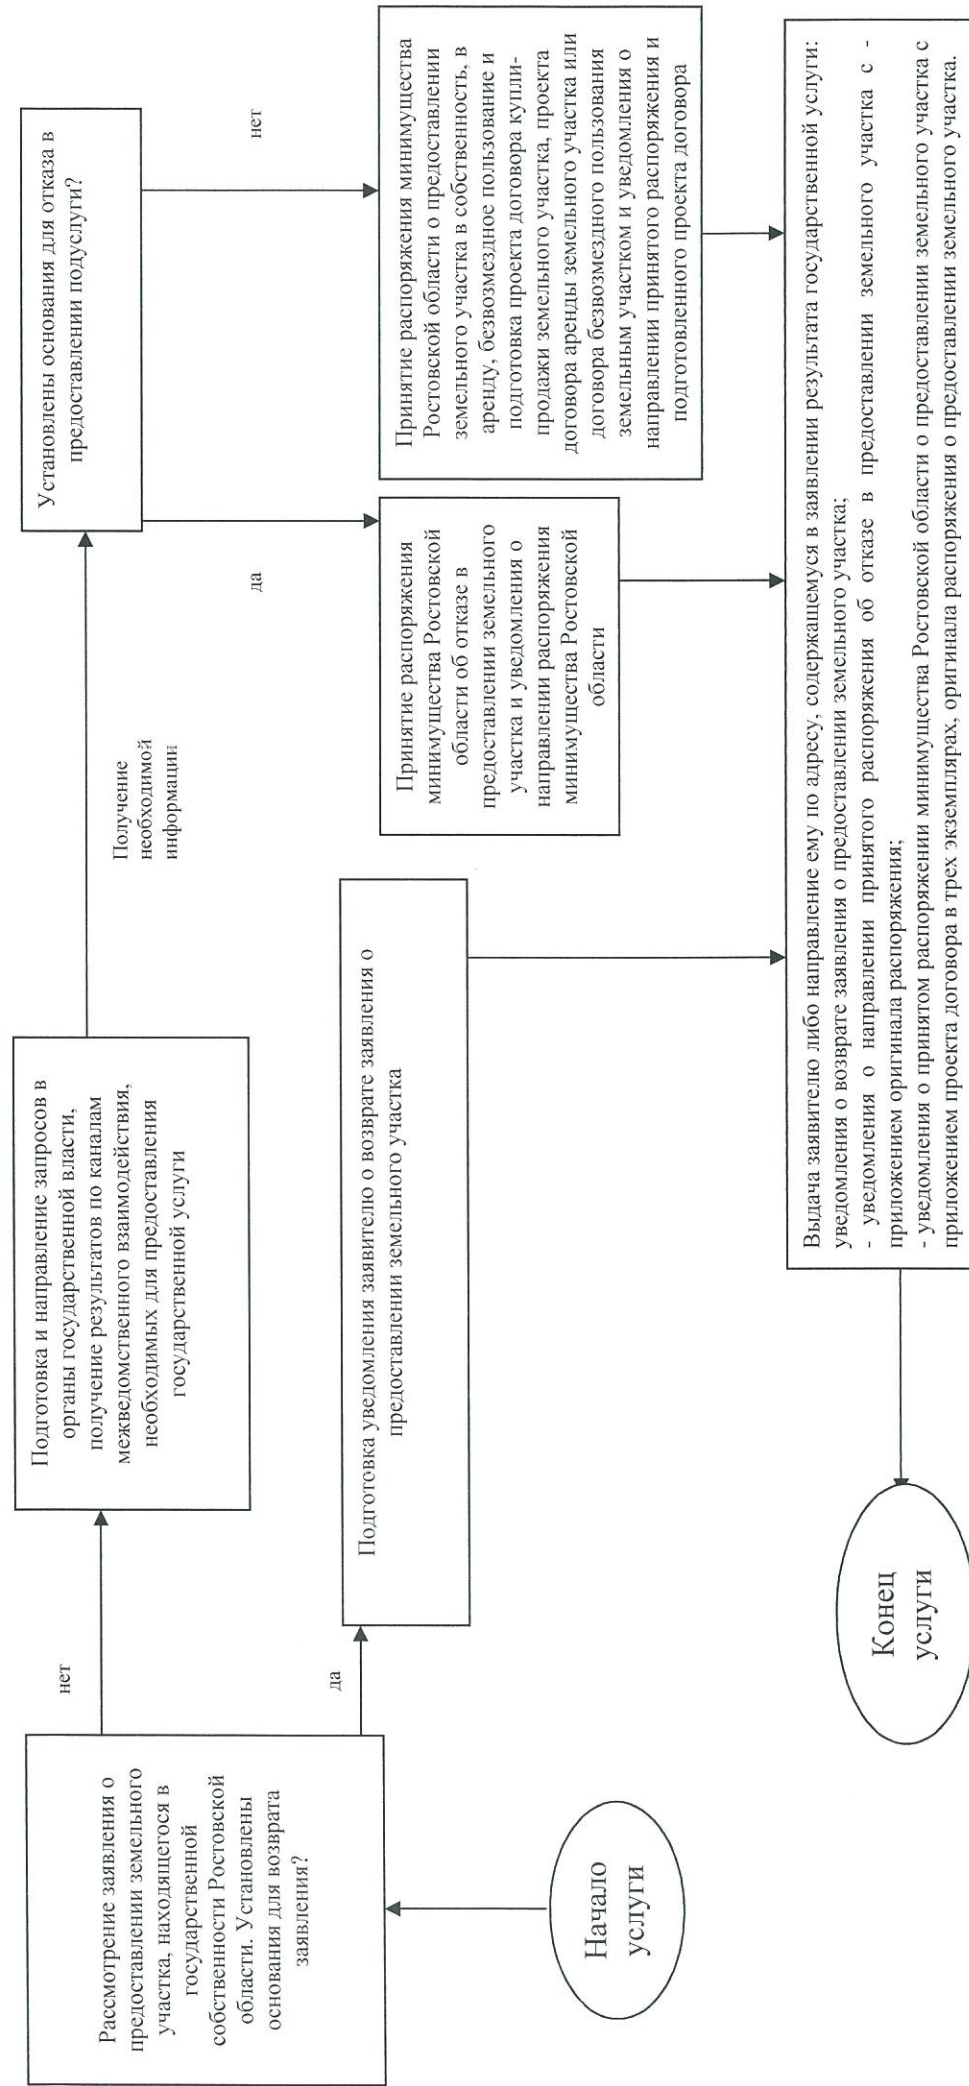 Начало
услуги
Рассмотрение заявления о
предоставлении земельного
участка, находящегося в
государственной
собственности Ростовской
области. Установлены
основания для возврата
заявления?
нет
да
Подготовка и направление запросов в
органы государственной власти,
получение результатов по каналам
межведомственного взаимодействия,
необходимых для предоставления
государственной услуги
Получение
необходимой
информации
Установлены основания для отказа в
предоставлении подуслуги?
да
нет
Подготовка уведомления заявителю о возврате заявления о
предоставлении земельного участка
Принятие распоряжения
минимущества Ростовской
области об отказе в
предоставлении земельного
участка и уведомления о
направлении распоряжения
минимущества Ростовской
области
Принятие распоряжения минимущества
Ростовской области о предоставлении
земельного участка в собственность, в
аренду, безвозмездное пользование и
подготовка проекта договора купли-
продажи земельного участка, проекта
договора аренды земельного участка или
договора безвозмездного пользования
земельным участком и уведомления о
направлении принятого распоряжения и
подготовленного проекта договора
Выдача заявителю либо направление ему по адресу, содержащемуся в заявлении результата государственной услуги:
уведомления о возврате заявления о предоставлении земельного участка;
- уведомления о направлении принятого распоряжения об отказе в предоставлении земельного участка с -
приложением оригинала распоряжения;
- уведомления о принятом распоряжении минимущества Ростовской области о предоставлении земельного участка с
приложением проекта договора в трех экземплярах, оригинала распоряжения о предоставлении земельного участка.
Конец
услуги